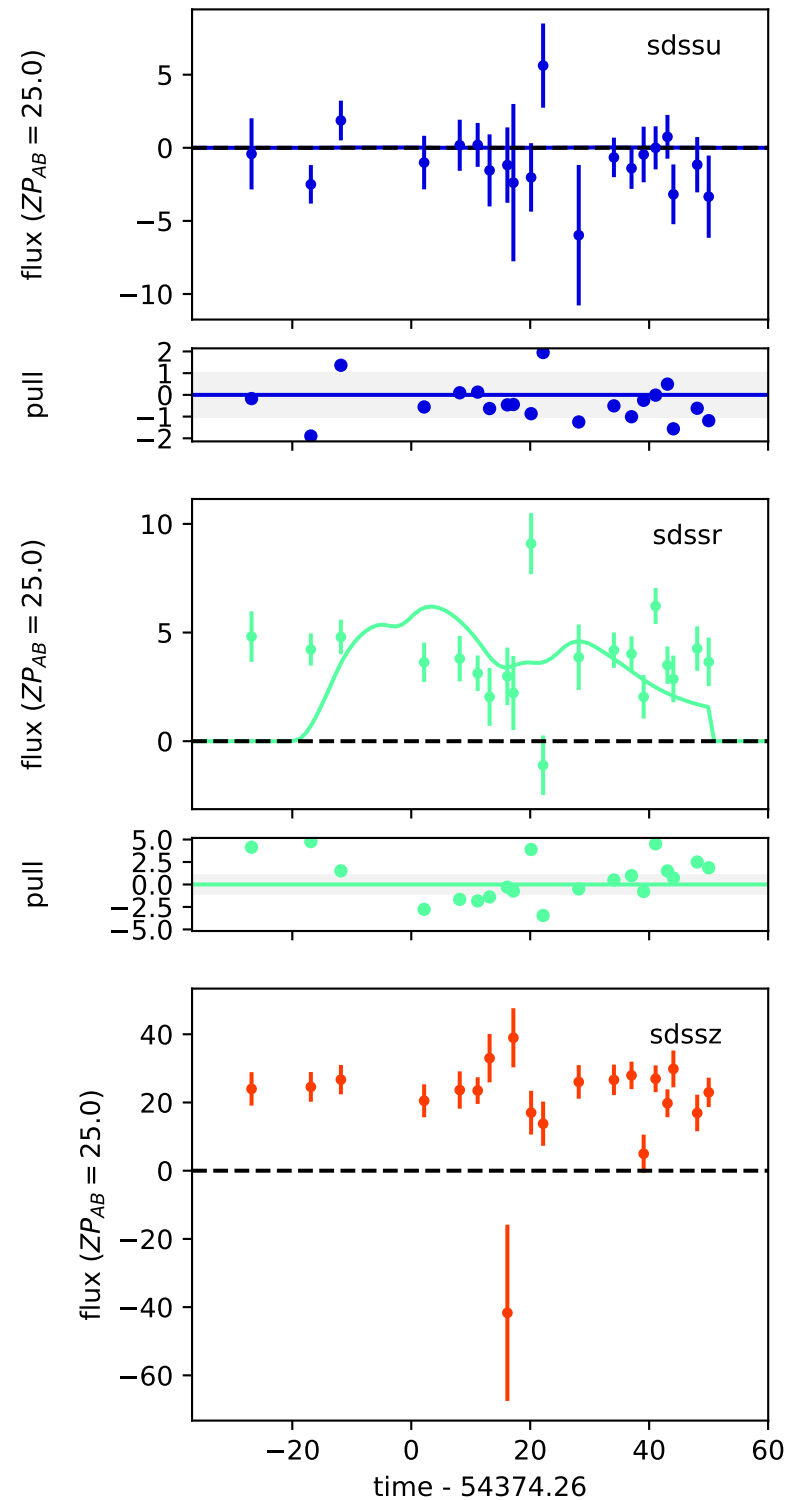 sdssu
flux (ZP_AB = 25.0)
5
0
−5
−10
pull
2
1
0
−1
−2
sdssr
flux (ZP_AB = 25.0)
10
5
0
pull
5.0
2.5
0.0
−2.5
−5.0
sdssz
flux (ZP_AB = 25.0)
40
20
0
−20
−40
−60
−20 0 20 40 60
time - 54374.26